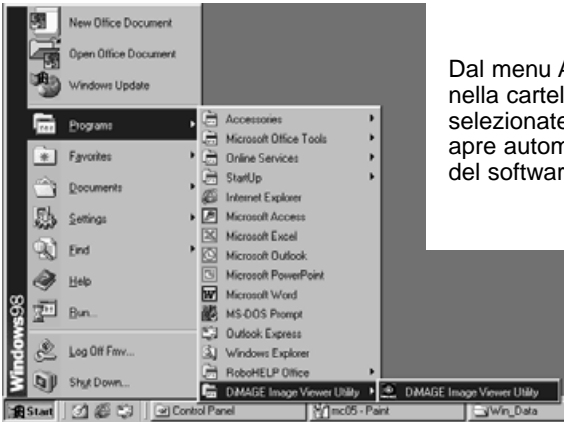 New Office Document
Open Office Document
Windows Update
Programs
Favorites
Documents
Settings
Find
Help
Run...
Log Off Fmv...
Shut Down...
Windows98
Accessories
Microsoft Office Tools
Online Services
StartUp
Internet Explorer
Microsoft Access
Microsoft Excel
Microsoft Outlook
Microsoft PowerPoint
Microsoft Word
MS-DOS Prompt
Outlook Express
Windows Explorer
RoboHELP Office
DiMAGE Image Viewer Utility
DiMAGE Image Viewer Utility
Start
Control Panel
mc05 - Paint
Win_Data
Dal menu A
nella cartel
selezionate
apre autom
del softwar